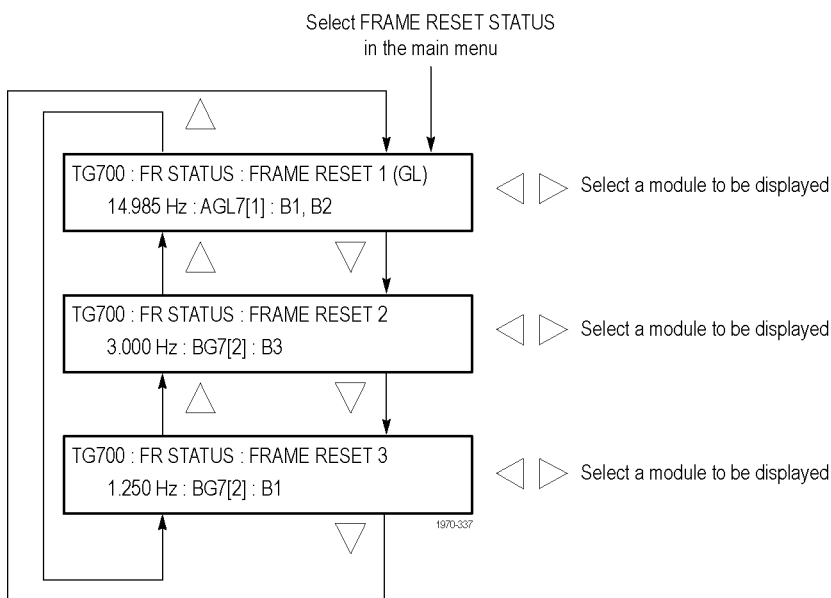 Select FRAME RESET STATUS
in the main menu
TG700 : FR STATUS : FRAME RESET 1 (GL)
14.985 Hz : AGL7[1] : B1, B2
Select a module to be displayed
TG700 : FR STATUS : FRAME RESET 2
3.000 Hz : BG7[2] : B3
Select a module to be displayed
TG700 : FR STATUS : FRAME RESET 3
1.250 Hz : BG7[2] : B1
Select a module to be displayed
1970-337